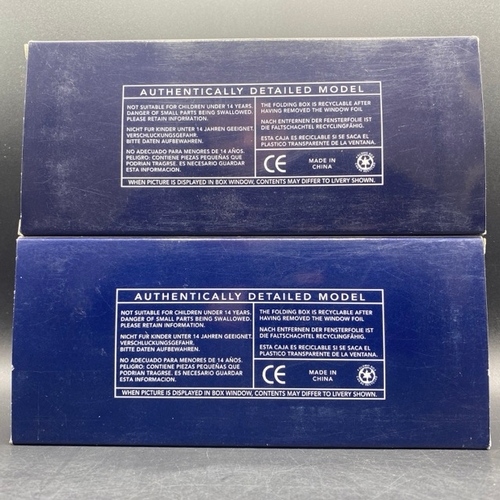 AUTHENTICALLY DETAILED MODEL
NOT SUITABLE FOR CHILDREN UNDER 14 YEARS.
DANGER OF SMALL PARTS BEING SWALLOWED.
PLEASE RETAIN INFORMATION.
NICHT FUR KINDER UNTER 14 JAHREN GEEIGNET.
VERSCHLUCKUNGSGEFAHR.
BITTE DATEN AUFBEWAHREN.
NO ADECUADO PARA MENORES DE 14 AÑOS.
PELIGRO: CONTIENE PIEZAS PEQUEÑAS QUE
PODRIAN TRAGRSE. ES NECESARIO GUARDAR
ESTA INFORMACION.
THE FOLDING BOX IS RECYCLABLE AFTER
HAVING REMOVED THE WINDOW FOIL
NACH ENTFERNEN DER FENSTERFOLIE IST
DIE FALTSCHACHTEL RECYCLINGFÄHIG.
ESTA CAJA ES RECICLIBLE SI SE SACA EL
PLASTICO TRANSPARENTE DE LA VENTANA.
CE
MADE IN
CHINA
WHEN PICTURE IS DISPLAYED IN BOX WINDOW, CONTENTS MAY DIFFER TO LIVERY SHOWN.
AUTHENTICALLY DETAILED MODEL
NOT SUITABLE FOR CHILDREN UNDER 14 YEARS.
DANGER OF SMALL PARTS BEING SWALLOWED.
PLEASE RETAIN INFORMATION.
NICHT FUR KINDER UNTER 14 JAHREN GEEIGNET.
VERSCHLUCKUNGSGEFAHR.
BITTE DATEN AUFBEWAHREN.
NO ADECUADO PARA MENORES DE 14 AÑOS.
PELIGRO: CONTIENE PIEZAS PEQUEÑAS QUE
PODRIAN TRAGRSE. ES NECESARIO GUARDAR
ESTA INFORMACION.
THE FOLDING BOX IS RECYCLABLE AFTER
HAVING REMOVED THE WINDOW FOIL
NACH ENTFERNEN DER FENSTERFOLIE IST
DIE FALTSCHACHTEL RECYCLINGFÄHIG.
ESTA CAJA ES RECICLIBLE SI SE SACA EL
PLASTICO TRANSPARENTE DE LA VENTANA.
CE
MADE IN
CHINA
WHEN PICTURE IS DISPLAYED IN BOX WINDOW, CONTENTS MAY DIFFER TO LIVERY SHOWN.